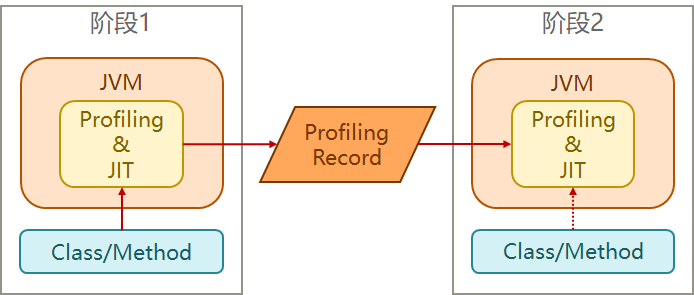 阶段1
JVM
Profiling
&
JIT
Class/Method
Profiling
Record
阶段2
JVM
Profiling
&
JIT
Class/Method